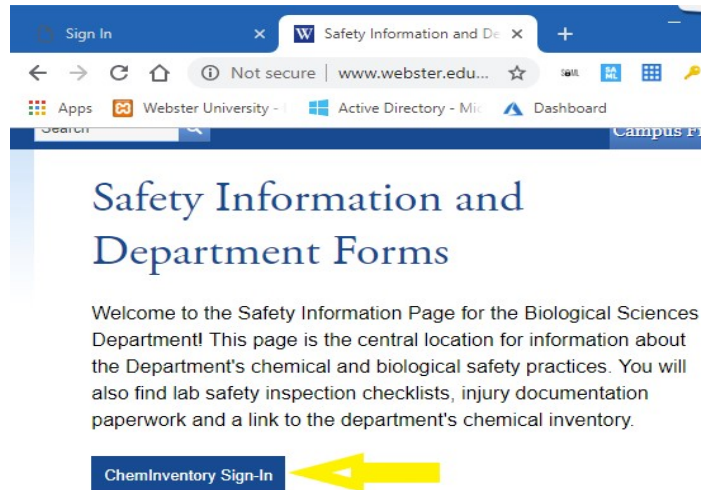 Sign In
W Safety Information and De
Not secure www.webster.edu...
Apps Webster University - Active Directory - Mic Dashboard
Search
Campus
Safety Information and
Department Forms
Welcome to the Safety Information Page for the Biological Sciences
Department! This page is the central location for information about
the Department's chemical and biological safety practices. You will
also find lab safety inspection checklists, injury documentation
paperwork and a link to the department's chemical inventory.
ChemInventory Sign-In